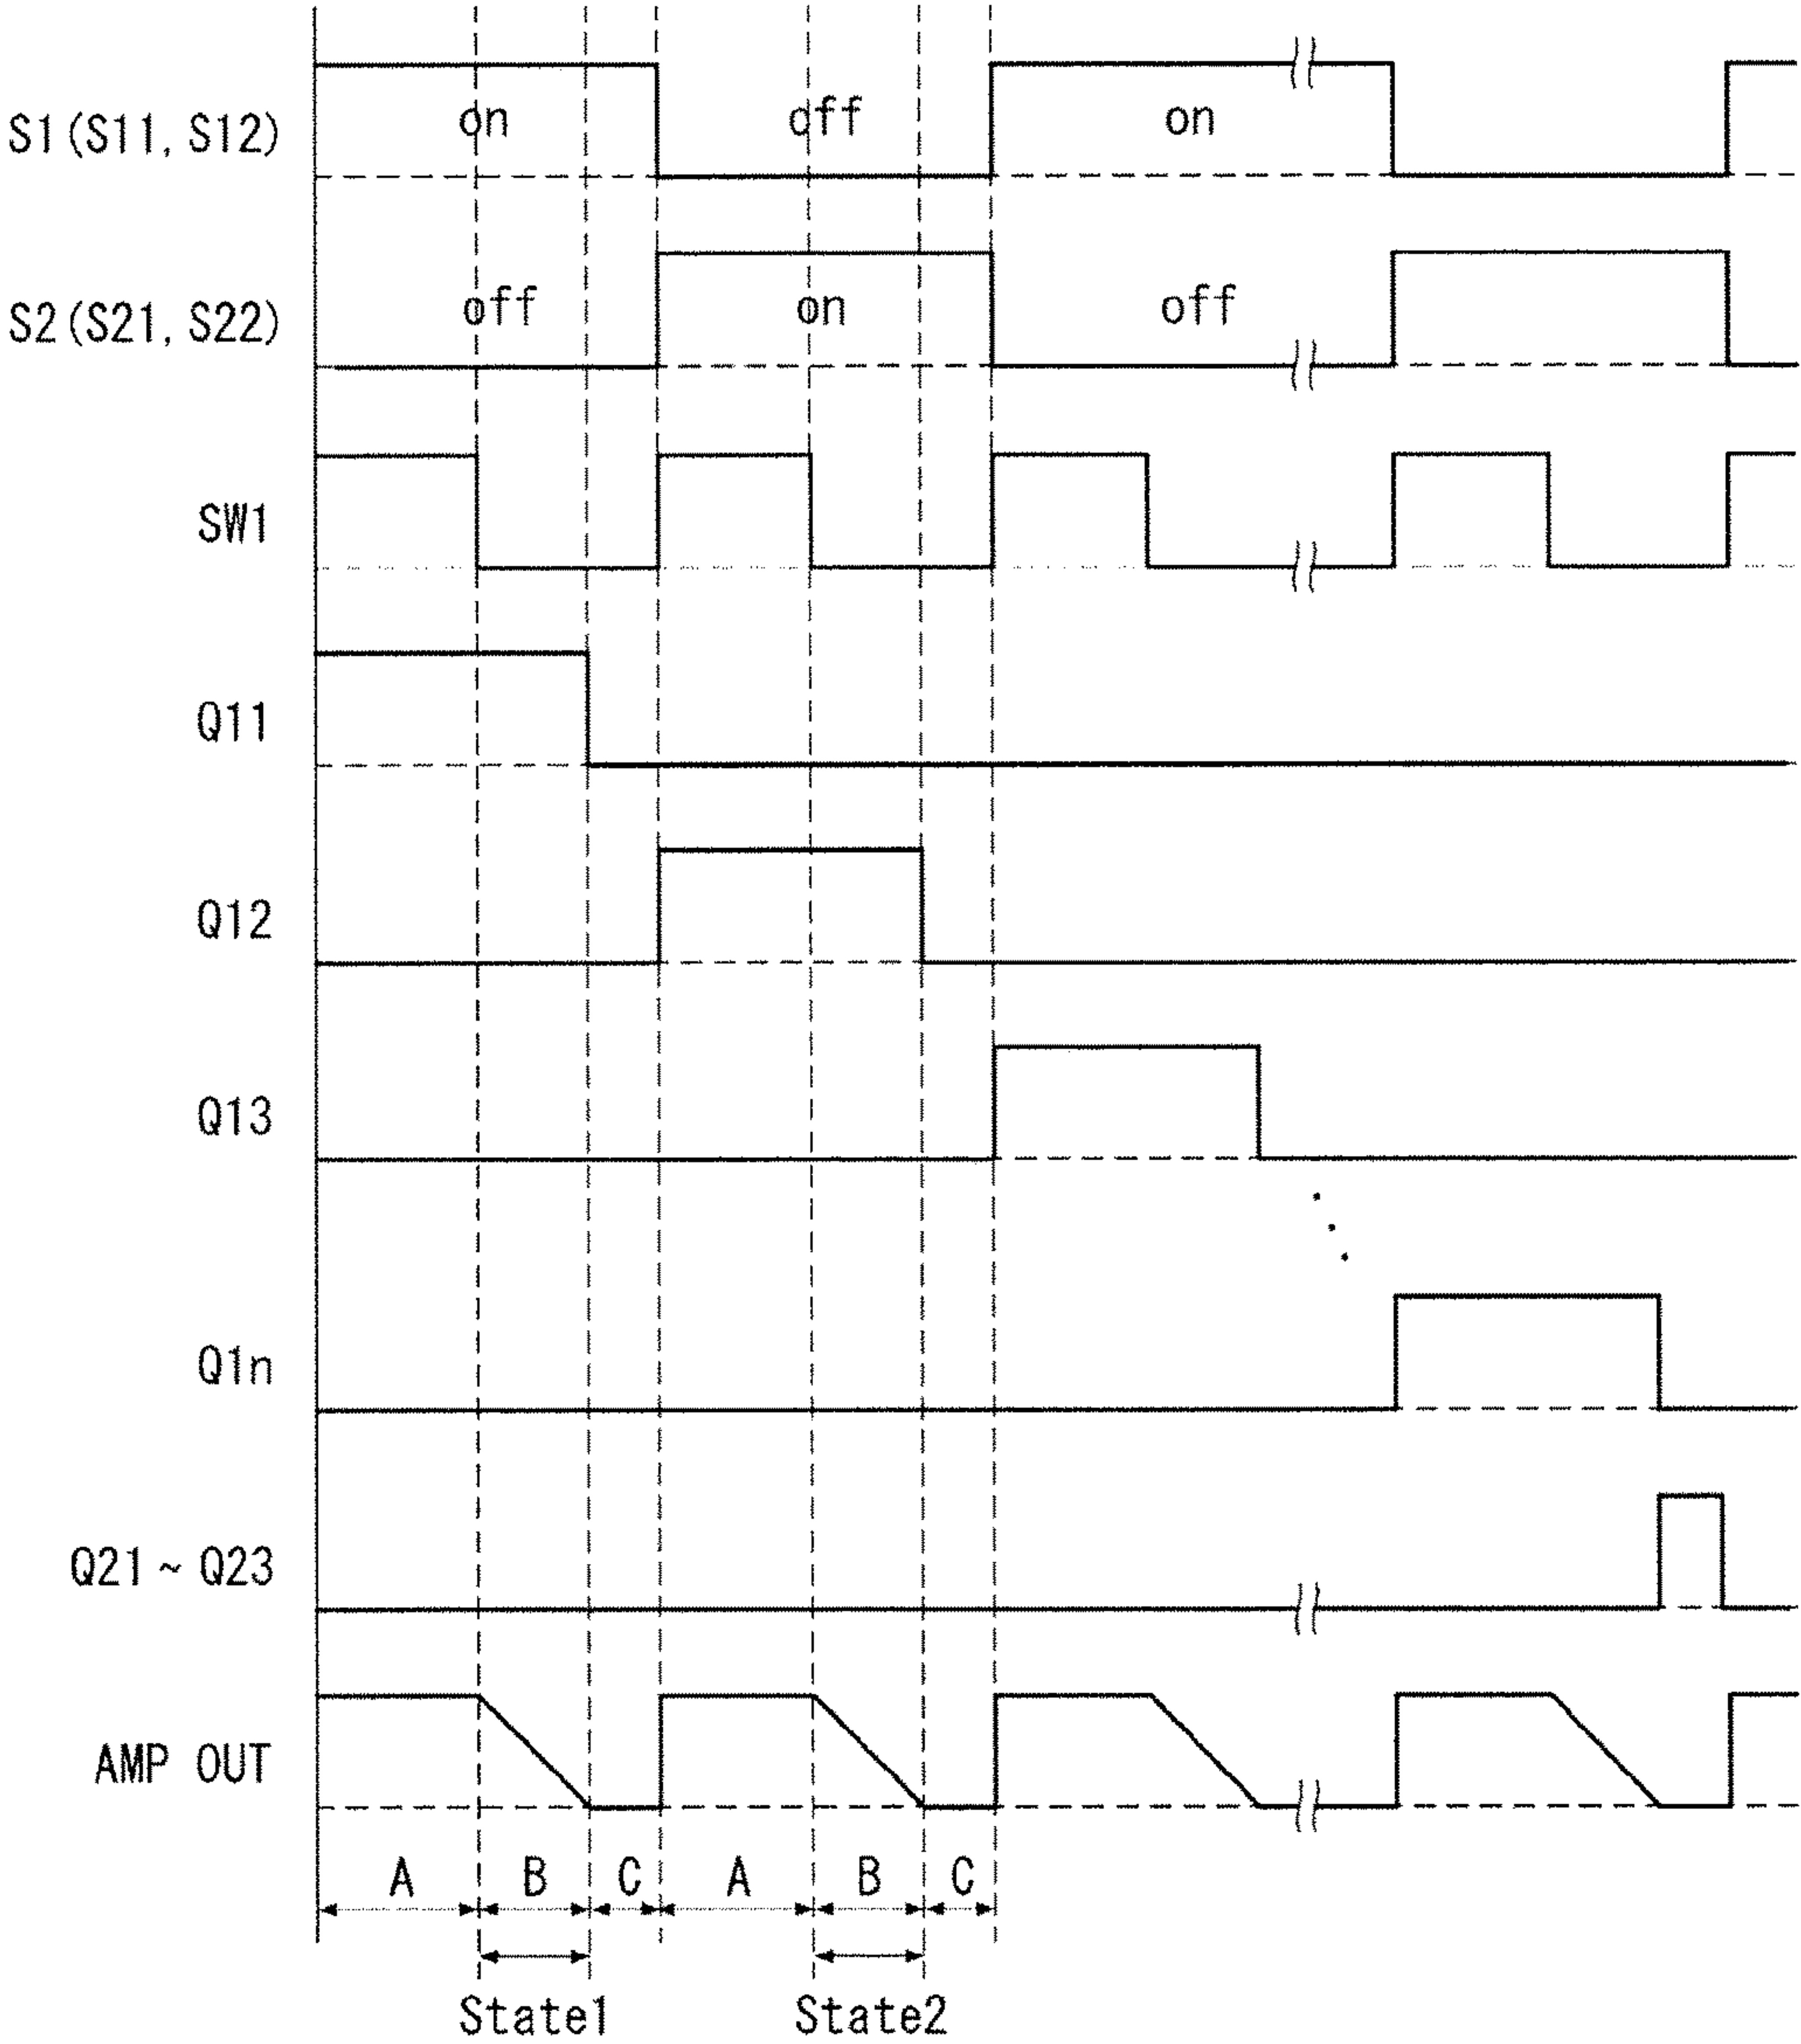 S1(S11, S12)
on
off
on
S2(S21, S22)
off
on
off
SW1
Q11
Q12
Q13
Q1n
Q21 ~ Q23
AMP OUT
A
B
C
A
B
C
State1
State2